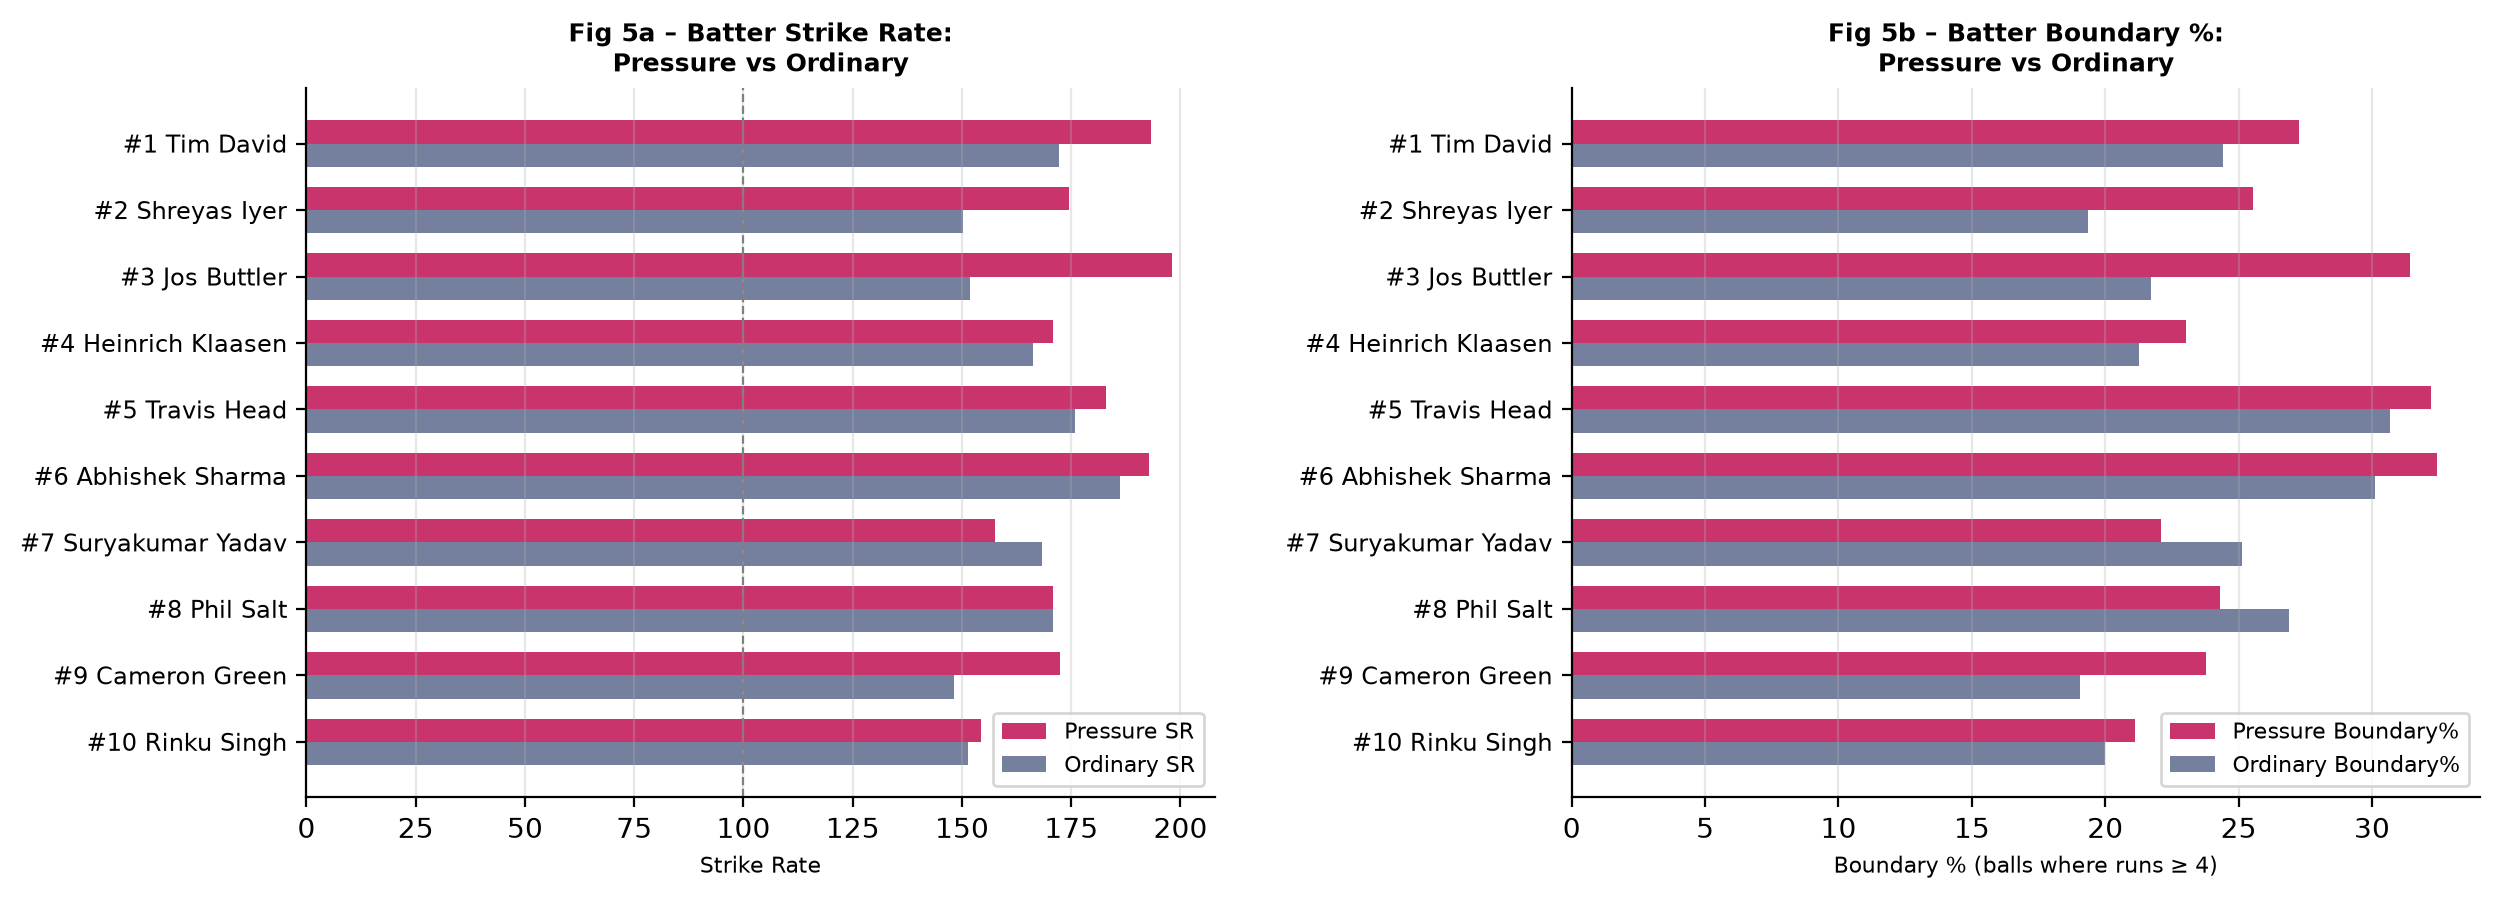 Fig 5a – Batter Strike Rate:
Pressure vs Ordinary
#1 Tim David
#2 Shreyas Iyer
#3 Jos Buttler
#4 Heinrich Klaasen
#5 Travis Head
#6 Abhishek Sharma
#7 Suryakumar Yadav
#8 Phil Salt
#9 Cameron Green
#10 Rinku Singh
Pressure SR
Ordinary SR
0 25 50 75 100 125 150 175 200
Strike Rate
Fig 5b – Batter Boundary %:
Pressure vs Ordinary
#1 Tim David
#2 Shreyas Iyer
#3 Jos Buttler
#4 Heinrich Klaasen
#5 Travis Head
#6 Abhishek Sharma
#7 Suryakumar Yadav
#8 Phil Salt
#9 Cameron Green
#10 Rinku Singh
Pressure Boundary%
Ordinary Boundary%
0 5 10 15 20 25 30
Boundary % (balls where runs ≥ 4)